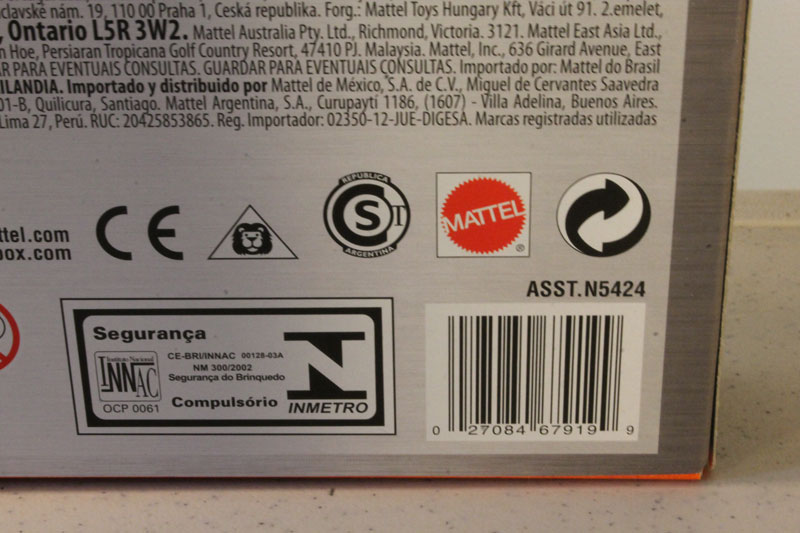 clavské nám. 19, 110 00 Praha 1, Česká republika. Forg.: Mattel Toys Hungary Kft, Váci út 91. 2.emelet,
, Ontario L5R 3W2. Mattel Australia Pty. Ltd., Richmond, Victoria. 3121. Mattel East Asia Ltd.,
n Hoe, Persiaran Tropicana Golf Country Resort, 47410 PJ. Malaysia. Mattel, Inc., 636 Girard Avenue, East
AR PARA EVENTUAIS CONSULTAS. GUARDAR PARA EVENTUAIS CONSULTAS. Importado por: Mattel do Brasil
AILANDIA. Importado y distribuido por Mattel de México, S.A. de C.V., Miguel de Cervantes Saavedra
01-B, Quilicura, Santiago. Mattel Argentina, S.A., Curupaytí 1186, (1607) - Villa Adelina, Buenos Aires.
Lima 27, Perú. RUC: 20425853865. Reg. Importador: 02350-12-JUE-DIGESA. Marcas registradas utilizadas
ttel.com
box.com
CE
REPUBLICA
CST
ARGENTINA
MATTEL
®
ASST.N5424
Segurança
Instituto Nacional
INNAC
OCP 0061
CE-BRI/INNAC 00128-03A
NM 300/2002
Segurança do Brinquedo
Compulsório
INMETRO
0 27084 67919 9